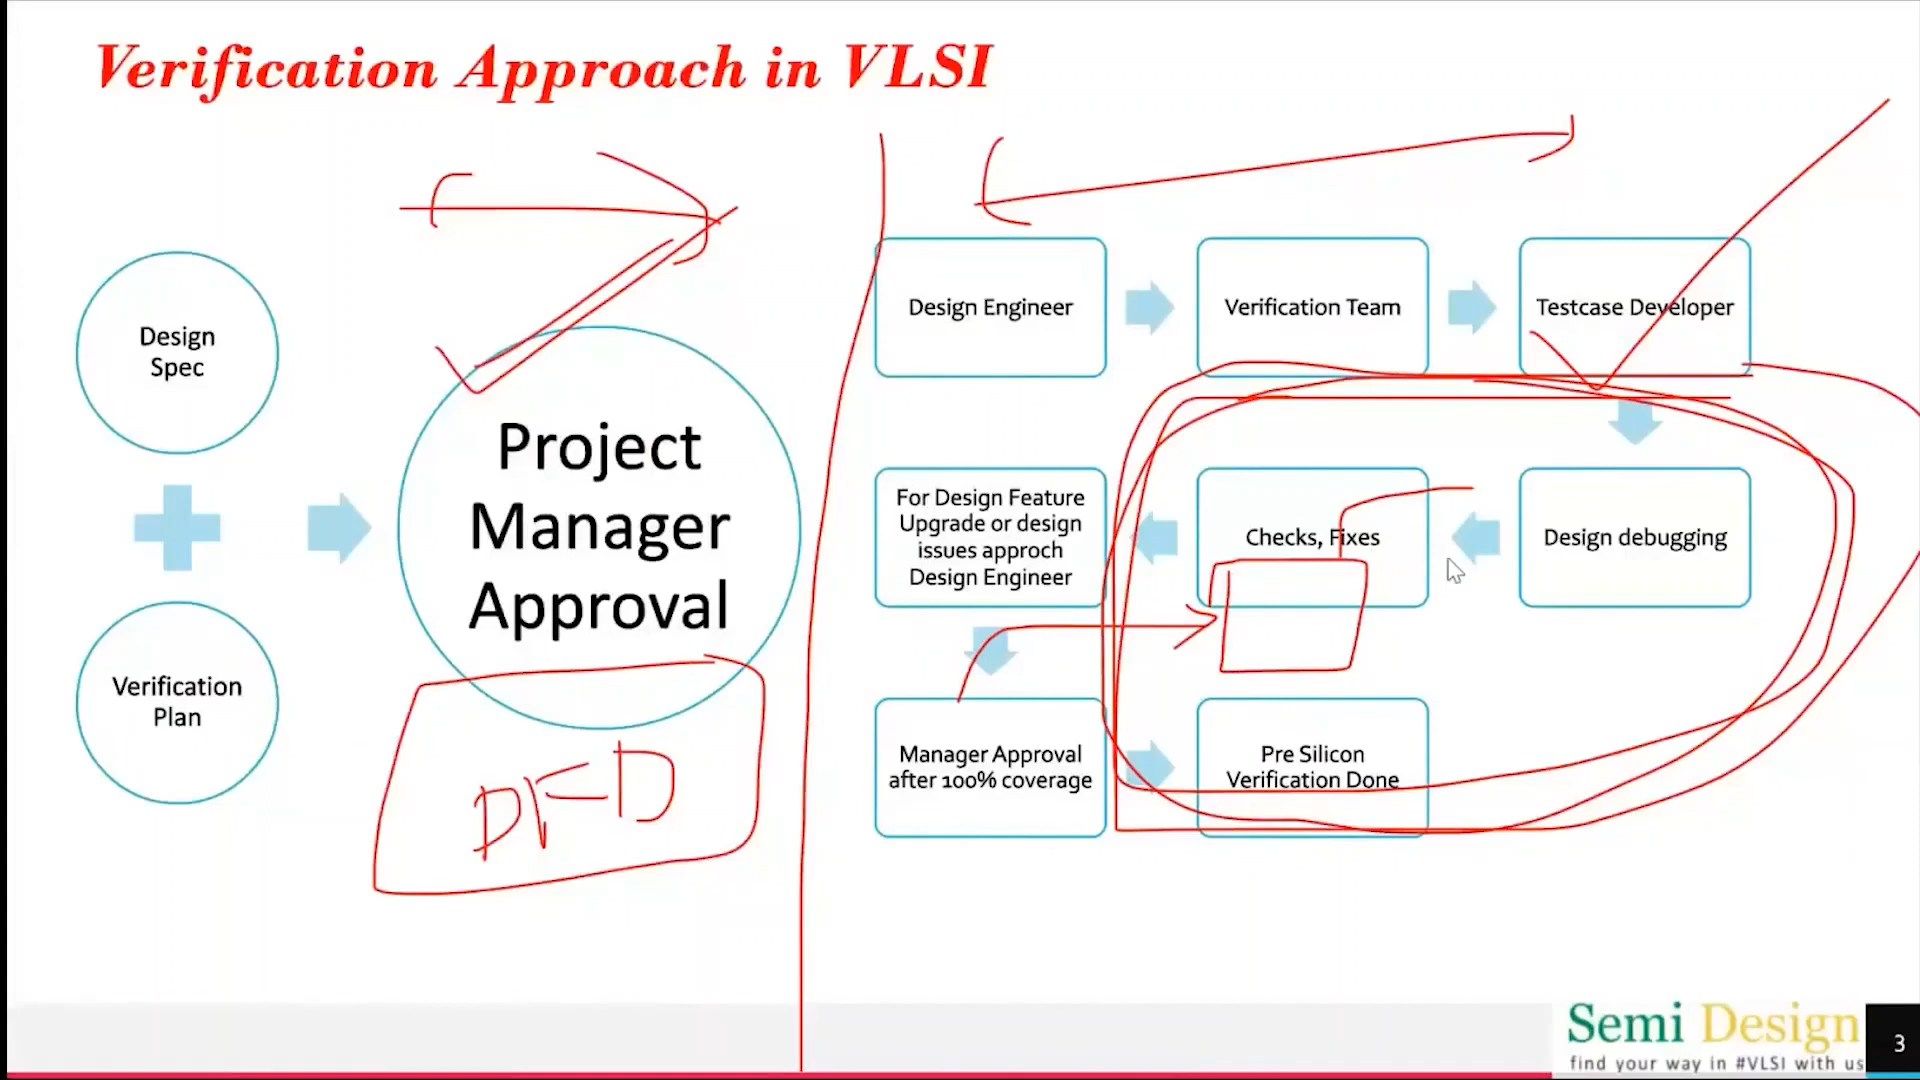 Verification Approach in VLSI
Design
Spec
Verification
Plan
Project
Manager
Approval
Design Engineer
Verification Team
Testcase Developer
For Design Feature
Upgrade or design
issues approch
Design Engineer
Checks, Fixes
Design debugging
Manager Approval
after 100% coverage
Pre Silicon
Verification Done
Semi Design
find your way in #VLSI with us
3